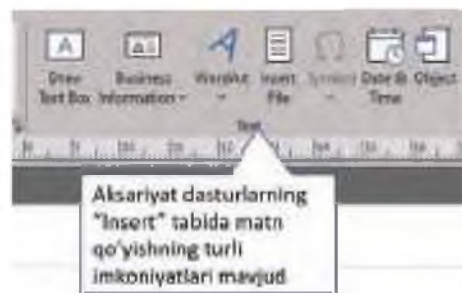 Draw Business WordArt Insert Symbol Date & Object
Text Box Information File Time
Text
Aksariyat dasturlarning
"Insert" tabida matn
qo'yishning turli
imkoniyatlari mavjud